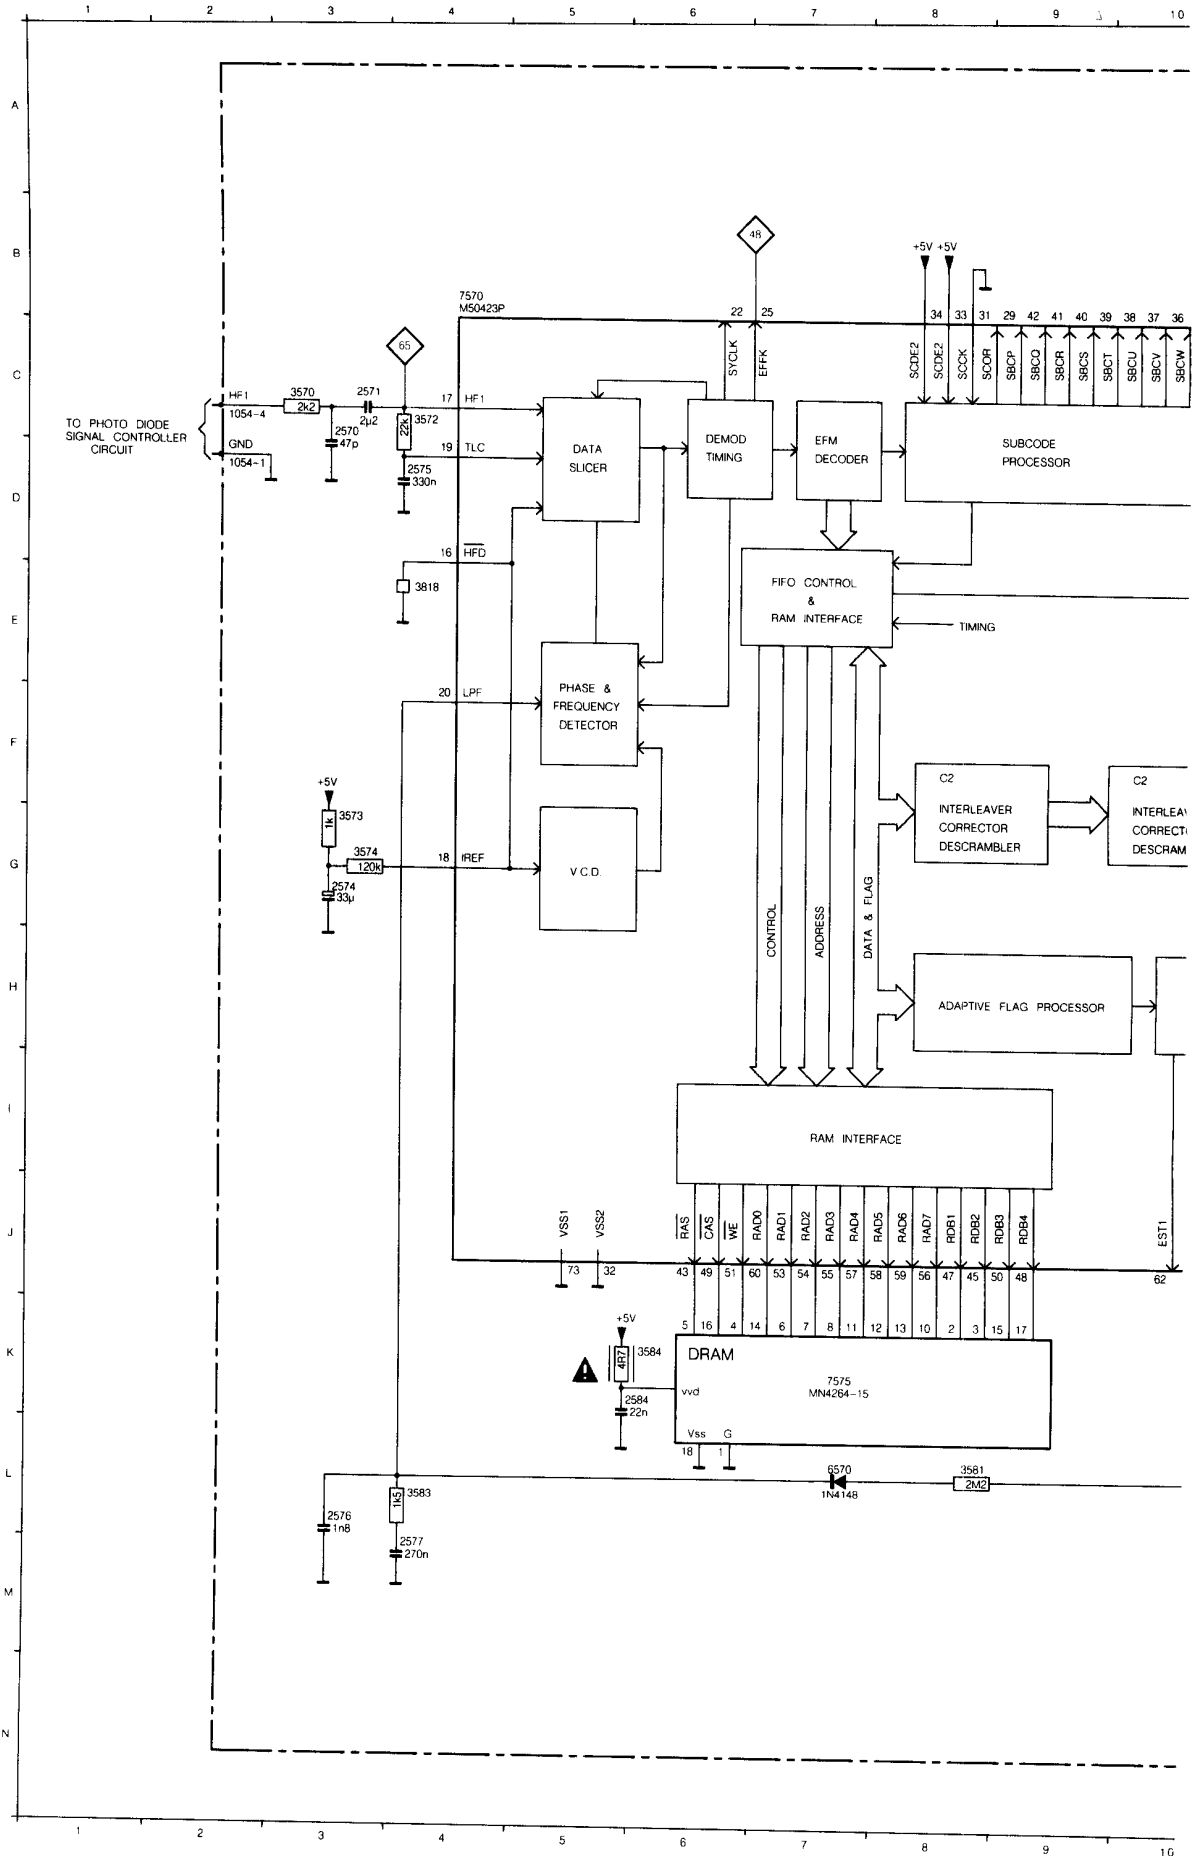 1 2 3 4 5 6 7 8 9 10
A
B
48
+5V +5V
7570
M50423P
22 25 34 33 31 29 42 41 40 39 38 37 36
65
C
SYCLK
EFFK
SCDE2
SCDE2
SCCK
SCOR
SBCP
SBCQ
SBCR
SBCS
SBCT
SBCU
SBCV
SBCW
HF1
1054-4
3570
2k2
2571
2µ2
17 HF1
3572
22k
TO PHOTO DIODE
SIGNAL CONTROLLER
CIRCUIT
2570
47p
GND
1054-1
19 TLC
2575
330n
DATA
SLICER
DEMOD
TIMING
EFM
DECODER
SUBCODE
PROCESSOR
D
16 HFD
3818
E
FIFO CONTROL
&
RAM INTERFACE
TIMING
20 LPF
PHASE &
FREQUENCY
DETECTOR
F
+5V
3573
1k
3574
120k
18 IREF
2574
33µ
G
V.C.D.
C2
INTERLEAVER
CORRECTOR
DESCRAMBLER
C2
INTERLEAV
CORRECT
DESCRAM
CONTROL
ADDRESS
DATA & FLAG
H
ADAPTIVE FLAG PROCESSOR
I
RAM INTERFACE
J
VSS1
VSS2
RAS
CAS
WE
RAD0
RAD1
RAD2
RAD3
RAD4
RAD5
RAD6
RAD7
RDB1
RDB2
RDB3
RDB4
EST1
73 32 43 49 51 60 53 54 55 57 58 59 56 47 45 50 48 62
5 16 4 14 6 7 8 11 12 13 10 2 3 15 17
K
+5V
3584
4R7
DRAM
7575
MN4264-15
vvd
2584
22n
Vss G
18 1
L
6570
1N4148
3581
2M2
3583
1k5
2576
1n8
2577
270n
M
N
1 2 3 4 5 6 7 8 9 10